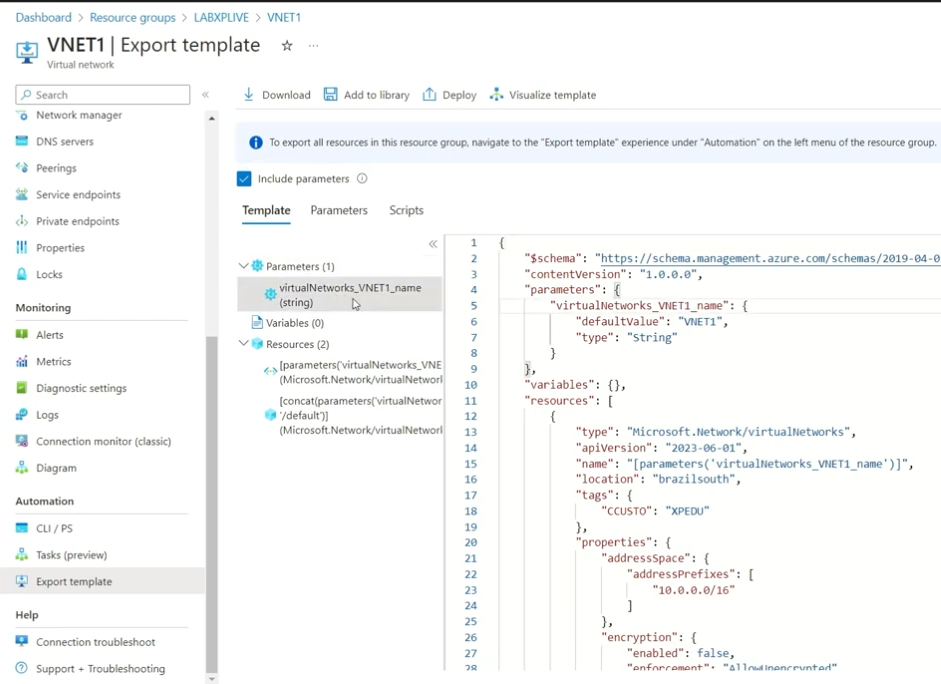 Dashboard > Resource groups > LABXPLIVE > VNET1
VNET1 | Export template ☆ ...
Virtual network
Search «
Network manager
DNS servers
Peerings
Service endpoints
Private endpoints
Properties
Locks
Monitoring
Alerts
Metrics
Diagnostic settings
Logs
Connection monitor (classic)
Diagram
Automation
CLI / PS
Tasks (preview)
Export template
Help
Connection troubleshoot
Support + Troubleshooting
Download Add to library Deploy Visualize template
To export all resources in this resource group, navigate to the "Export template" experience under "Automation" on the left menu of the resource group.
Include parameters
Template Parameters Scripts
«
Parameters (1)
virtualNetworks_VNET1_name
(string)
Variables (0)
Resources (2)
[parameters('virtualNetworks_VNE
(Microsoft.Network/virtualNetwork
[concat(parameters('virtualNetwor
'/default')]
(Microsoft.Network/virtualNetwork
1 {
2 "$schema": "https://schema.management.azure.com/schemas/2019-04-0
3 "contentVersion": "1.0.0.0",
4 "parameters": {
5 "virtualNetworks_VNET1_name": {
6 "defaultValue": "VNET1",
7 "type": "String"
8 }
9 },
10 "variables": {},
11 "resources": [
12 {
13 "type": "Microsoft.Network/virtualNetworks",
14 "apiVersion": "2023-06-01",
15 "name": "[parameters('virtualNetworks_VNET1_name')]",
16 "location": "brazilsouth",
17 "tags": {
18 "CCUSTO": "XPEDU"
19 },
20 "properties": {
21 "addressSpace": {
22 "addressPrefixes": [
23 "10.0.0.0/16"
24 ]
25 },
26 "encryption": {
27 "enabled": false,
28 "enforcement": "AllowUnencrypted"